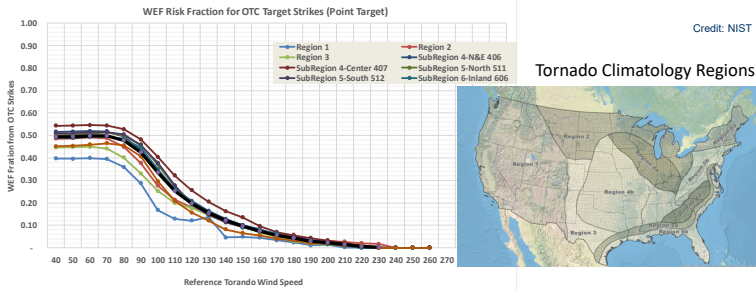 WEF Risk Fraction for OTC Target Strikes (Point Target)
Credit: NIST
1.00
0.90
0.80
0.70
0.60
0.50
0.40
0.30
0.20
0.10
-
WEF Fration from OTC Strikes
Region 1
Region 2
Region 3
SubRegion 4-N&E 406
SubRegion 4-Center 407
SubRegion 5-North 511
SubRegion 5-South 512
SubRegion 6-Inland 606
40 50 60 70 80 90 100 110 120 130 140 150 160 170 180 190 200 210 220 230 240 250 260 270
Reference Torando Wind Speed
Tornado Climatology Regions
Region 1
Region 2
Region 3
Region 4b